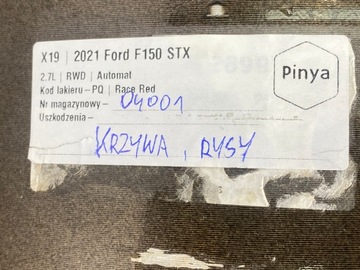 X19 | 2021 Ford F150 STX
2.7L | RWD | Automat
Kod lakieru – PQ | Race Red
Nr magazynowy – 04001
Uszkodzenia –
KRZYWA, RYSY
Pinya